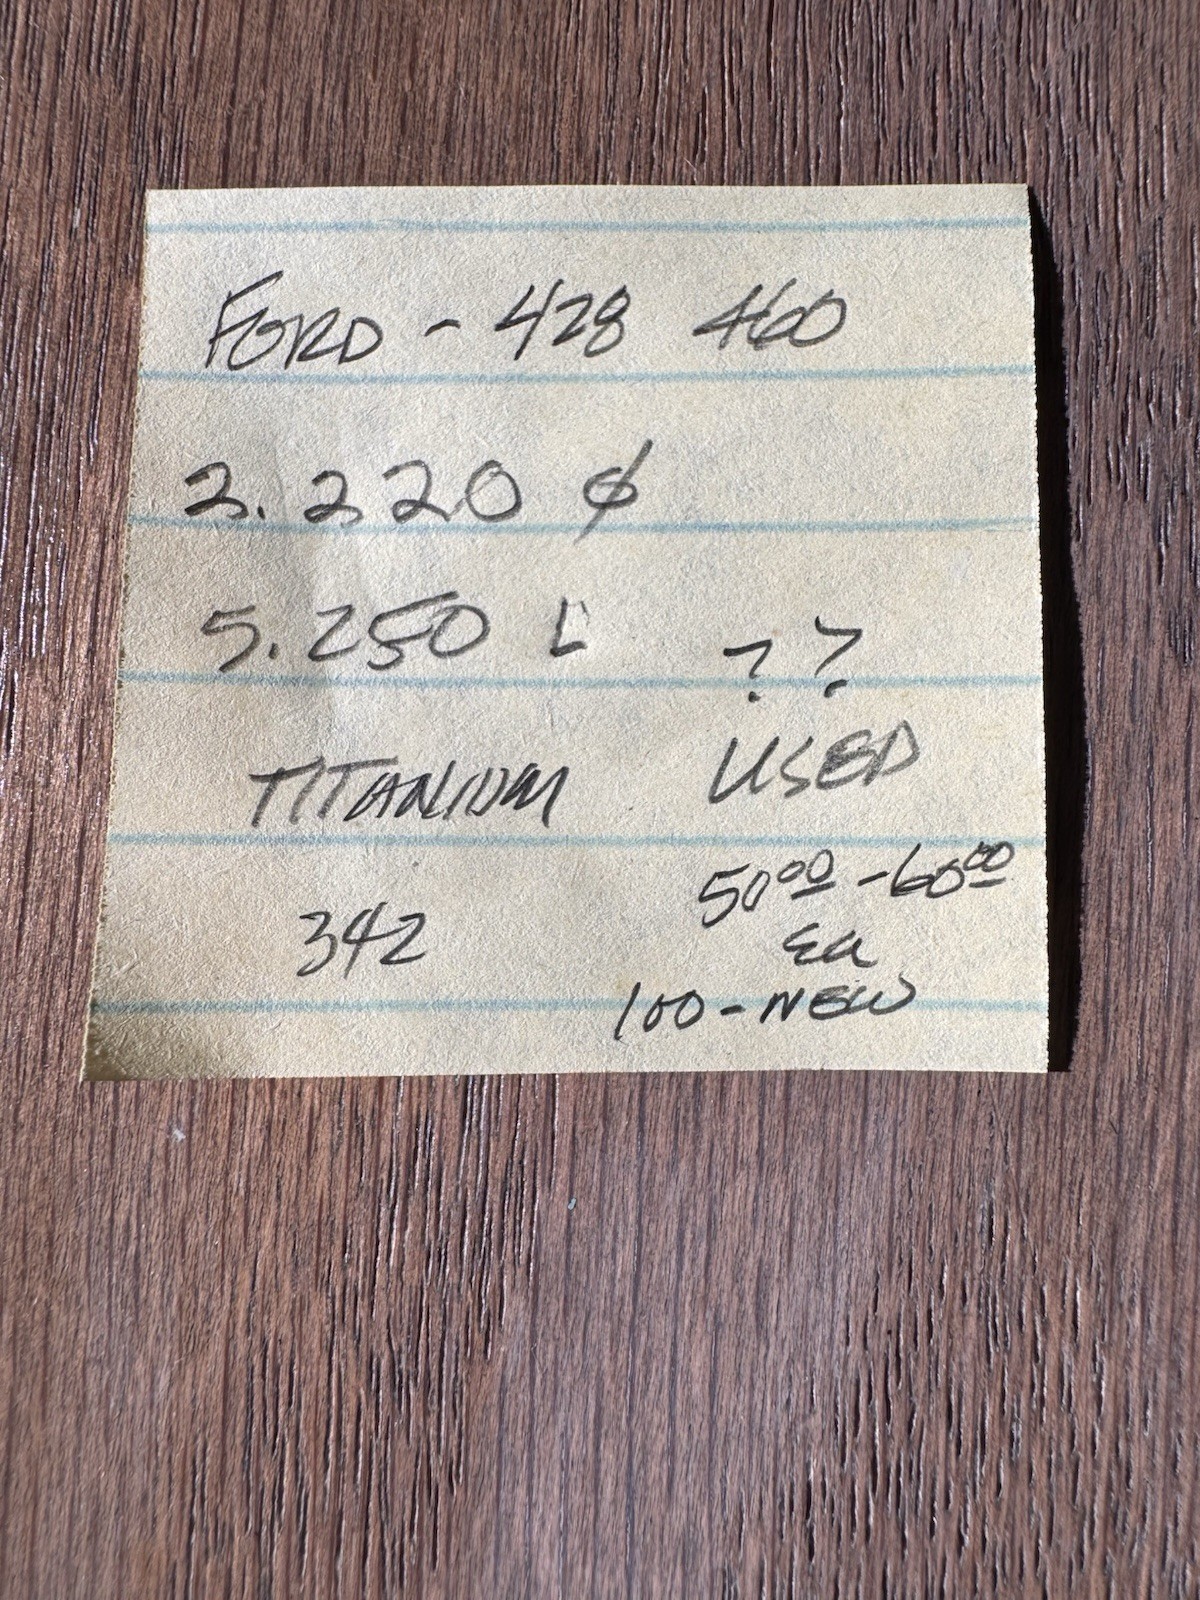 FORD - 428 460
2.220 ϕ
5.250 L ??
TITANIUM USED
342 50⁰⁰ - 60⁰⁰
Ea
100 - NEW